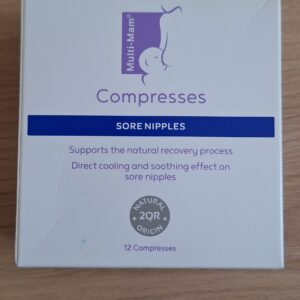 Multi-Mam®
Compresses
SORE NIPPLES
Supports the natural recovery process
Direct cooling and soothing effect on
sore nipples
NATURAL
2QR
ORIGIN
12 Compresses